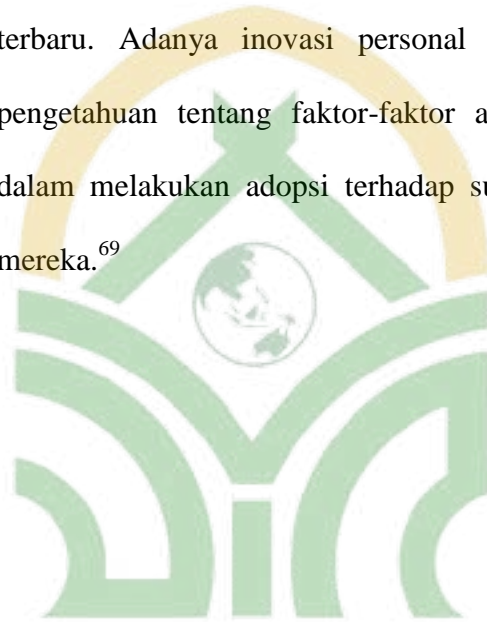 terbaru. Adanya inovasi personal
pengetahuan tentang faktor-faktor a
dalam melakukan adopsi terhadap su
mereka.69